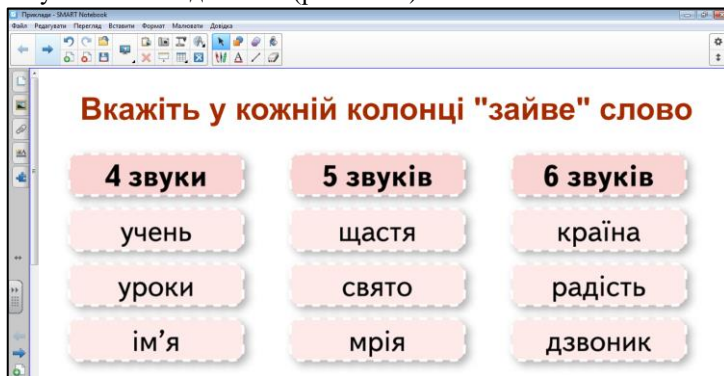 Приклади - SMART Notebook
Файл Редагувати Перегляд Вставити Формат Малювати Довідка
Вкажіть у кожній колонці "зайве" слово
4 звуки 5 звуків 6 звуків
учень щастя країна
уроки свято радість
ім’я мрія дзвоник